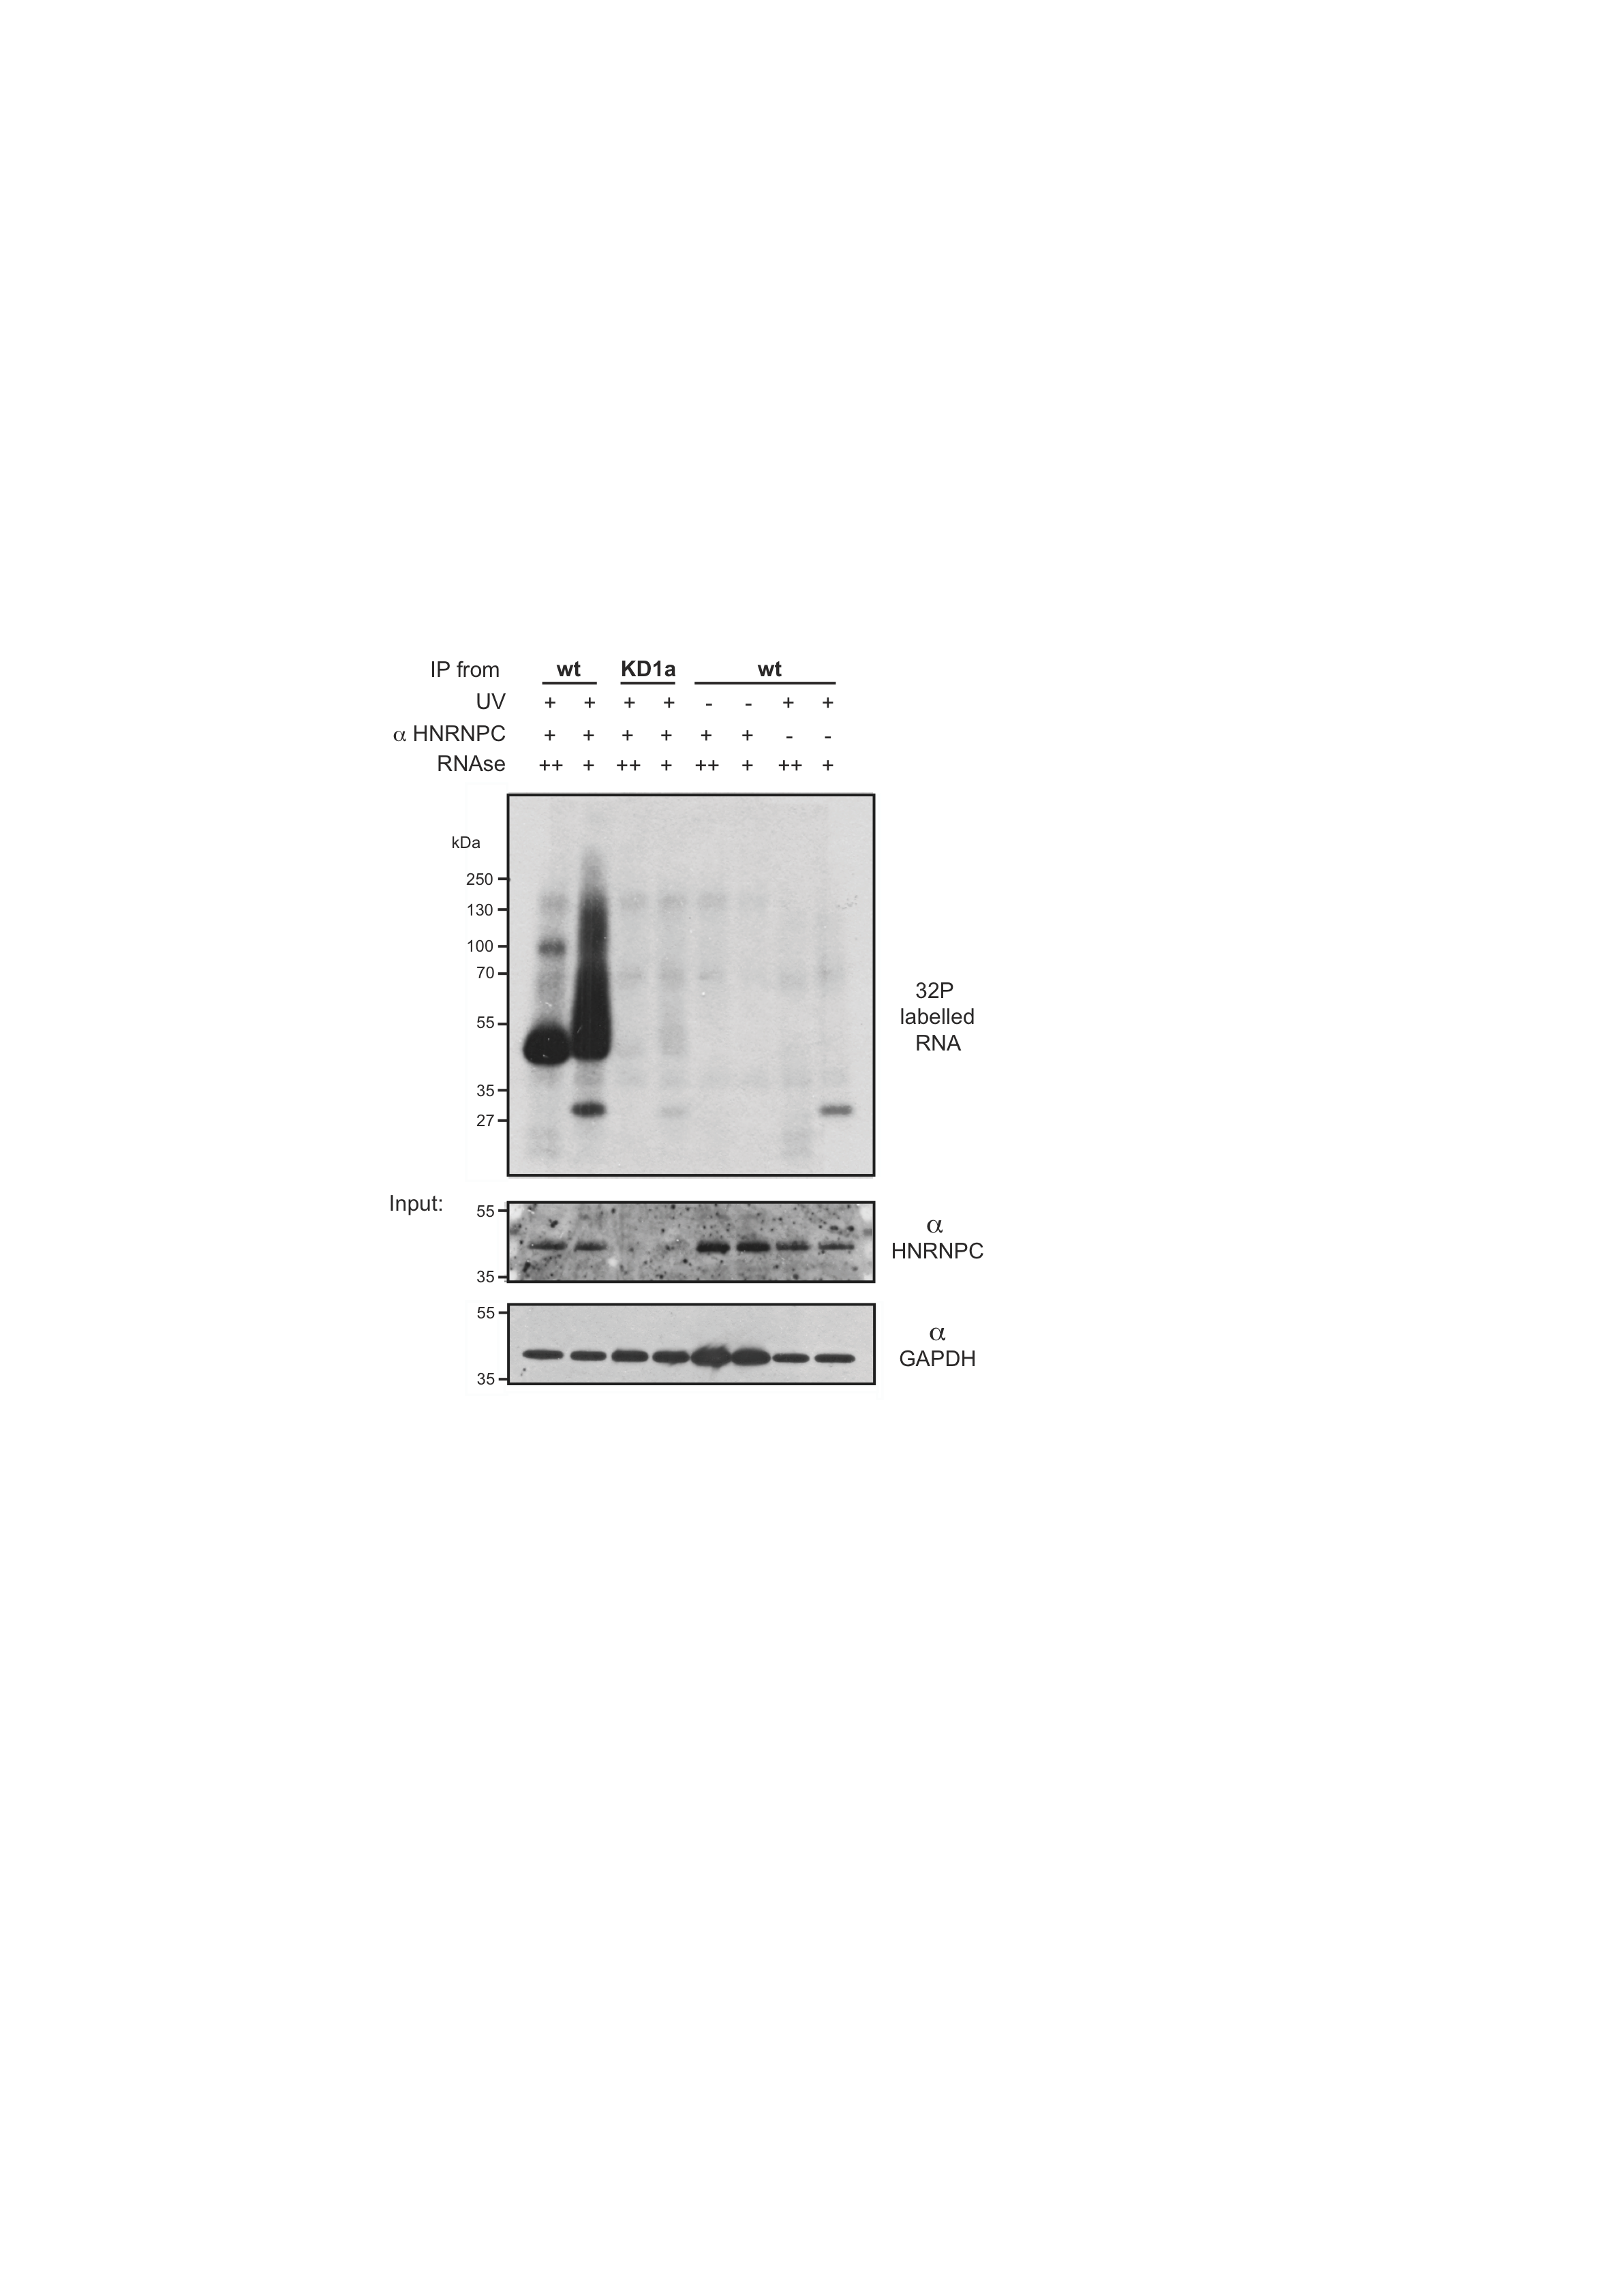 IP from wt KD1a wt
UV + + + + - - + +
α HNRNPC + + + + + + - -
RNAse ++ + ++ + ++ + ++ +
kDa
250
130
100
70
55
35
27
32P
labelled
RNA
Input:
55
35
α
HNRNPC
55
35
α
GAPDH